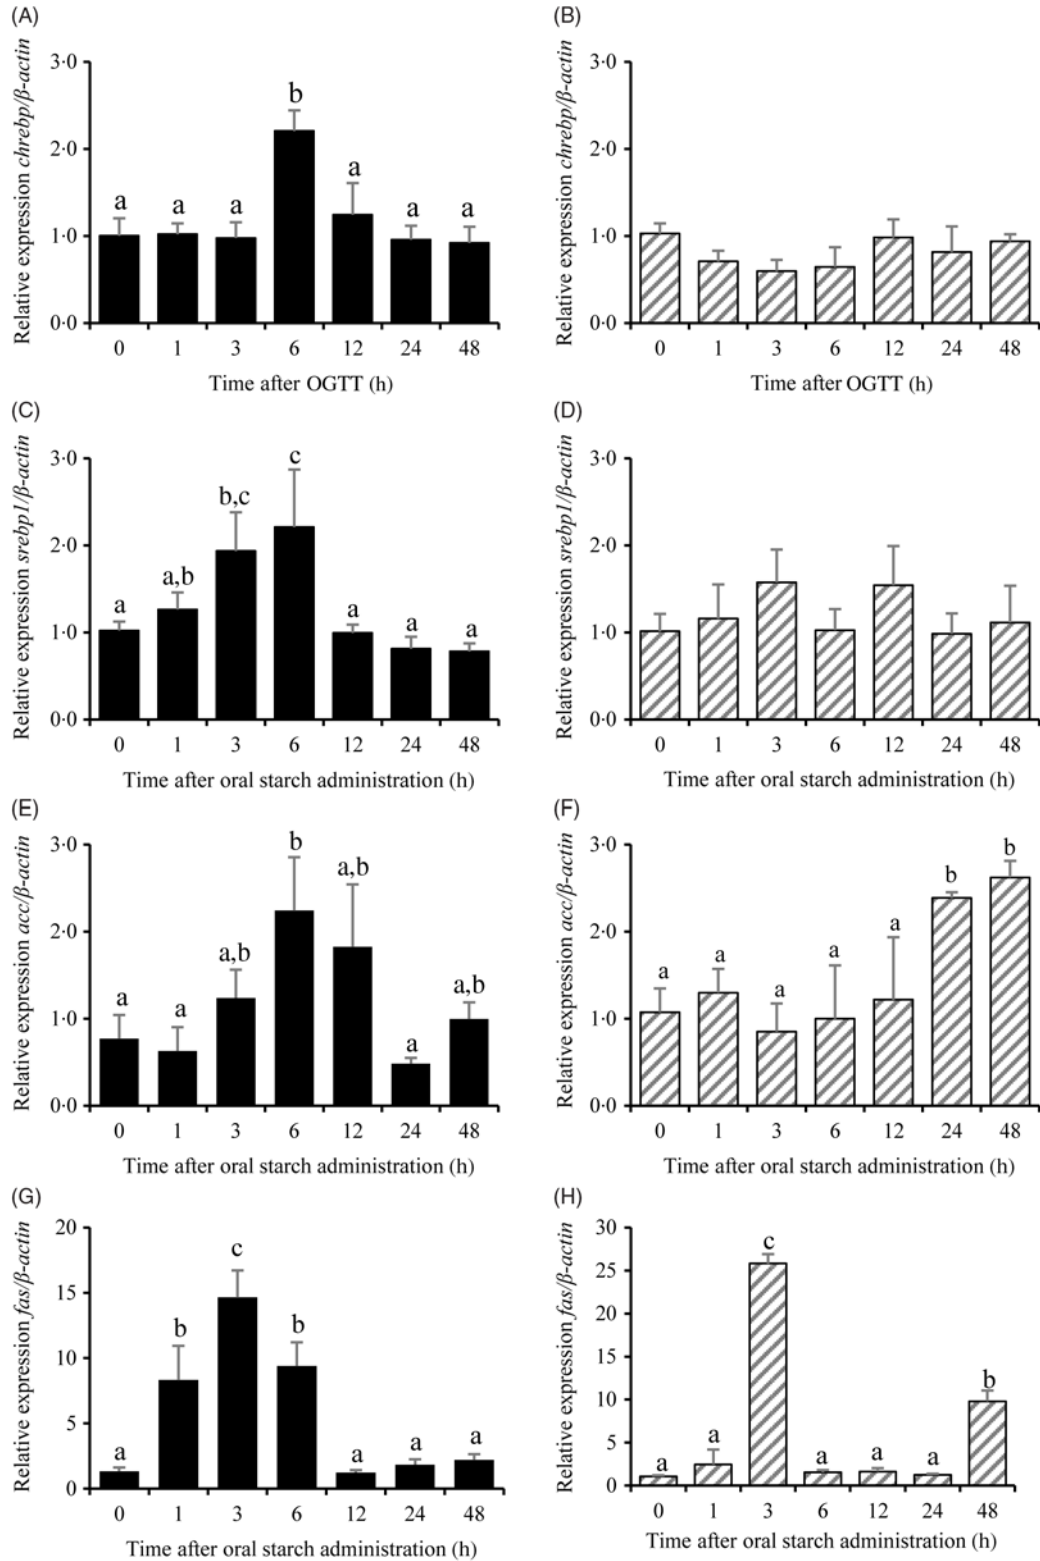 (A)
Relative expression chrebp/β-actin
3·0
2·0
1·0
0·0
a
a
a
b
a
a
a
0 1 3 6 12 24 48
Time after OGTT (h)
(B)
Relative expression chrebp/β-actin
3·0
2·0
1·0
0·0
0 1 3 6 12 24 48
Time after OGTT (h)
(C)
Relative expression srebp1/β-actin
3·0
2·0
1·0
0·0
a
a,b
b,c
c
a
a
a
0 1 3 6 12 24 48
Time after oral starch administration (h)
(D)
Relative expression srebp1/β-actin
3·0
2·0
1·0
0·0
0 1 3 6 12 24 48
Time after oral starch administration (h)
(E)
Relative expression acc/β-actin
3·0
2·0
1·0
0·0
a
a
a,b
b
a,b
a
a,b
0 1 3 6 12 24 48
Time after oral starch administration (h)
(F)
Relative expression acc/β-actin
3·0
2·0
1·0
0·0
a
a
a
a
a
b
b
0 1 3 6 12 24 48
Time after oral starch administration (h)
(G)
Relative expression fas/β-actin
20
15
10
5
0
a
b
c
b
a
a
a
0 1 3 6 12 24 48
Time after oral starch administration (h)
(H)
Relative expression fas/β-actin
30
25
20
15
10
5
0
a
a
c
a
a
a
b
0 1 3 6 12 24 48
Time after oral starch administration (h)